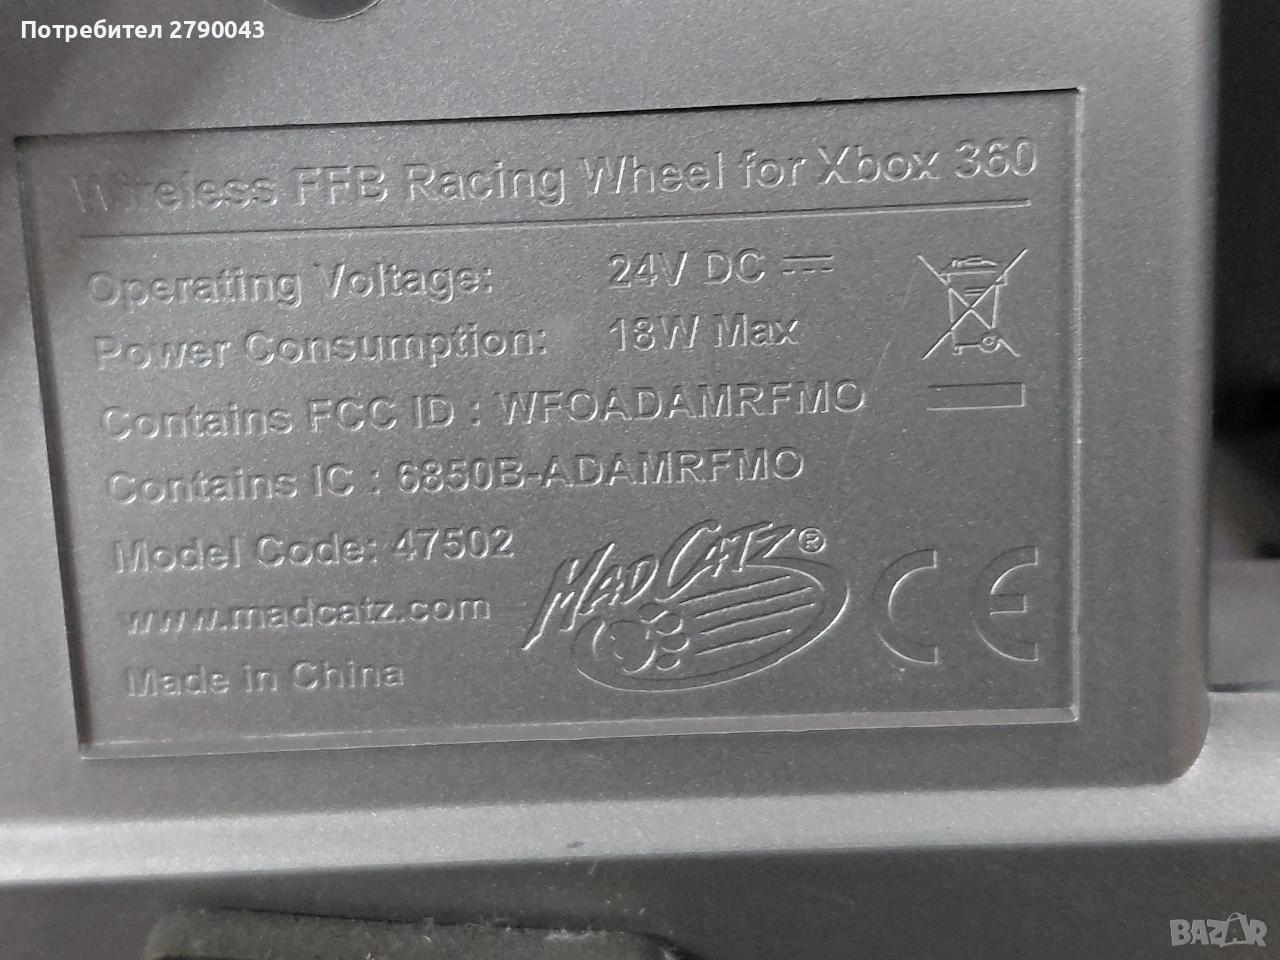 Потребител 2790043
Wireless FFB Racing Wheel for Xbox 360
Operating Voltage: 24V DC
Power Consumption: 18W Max
Contains FCC ID : WFOADAMRFMO
Contains IC : 6850B-ADAMRFMO
Model Code: 47502
www.madcatz.com
Made in China
MAD CATZ®
CE
BAZAR